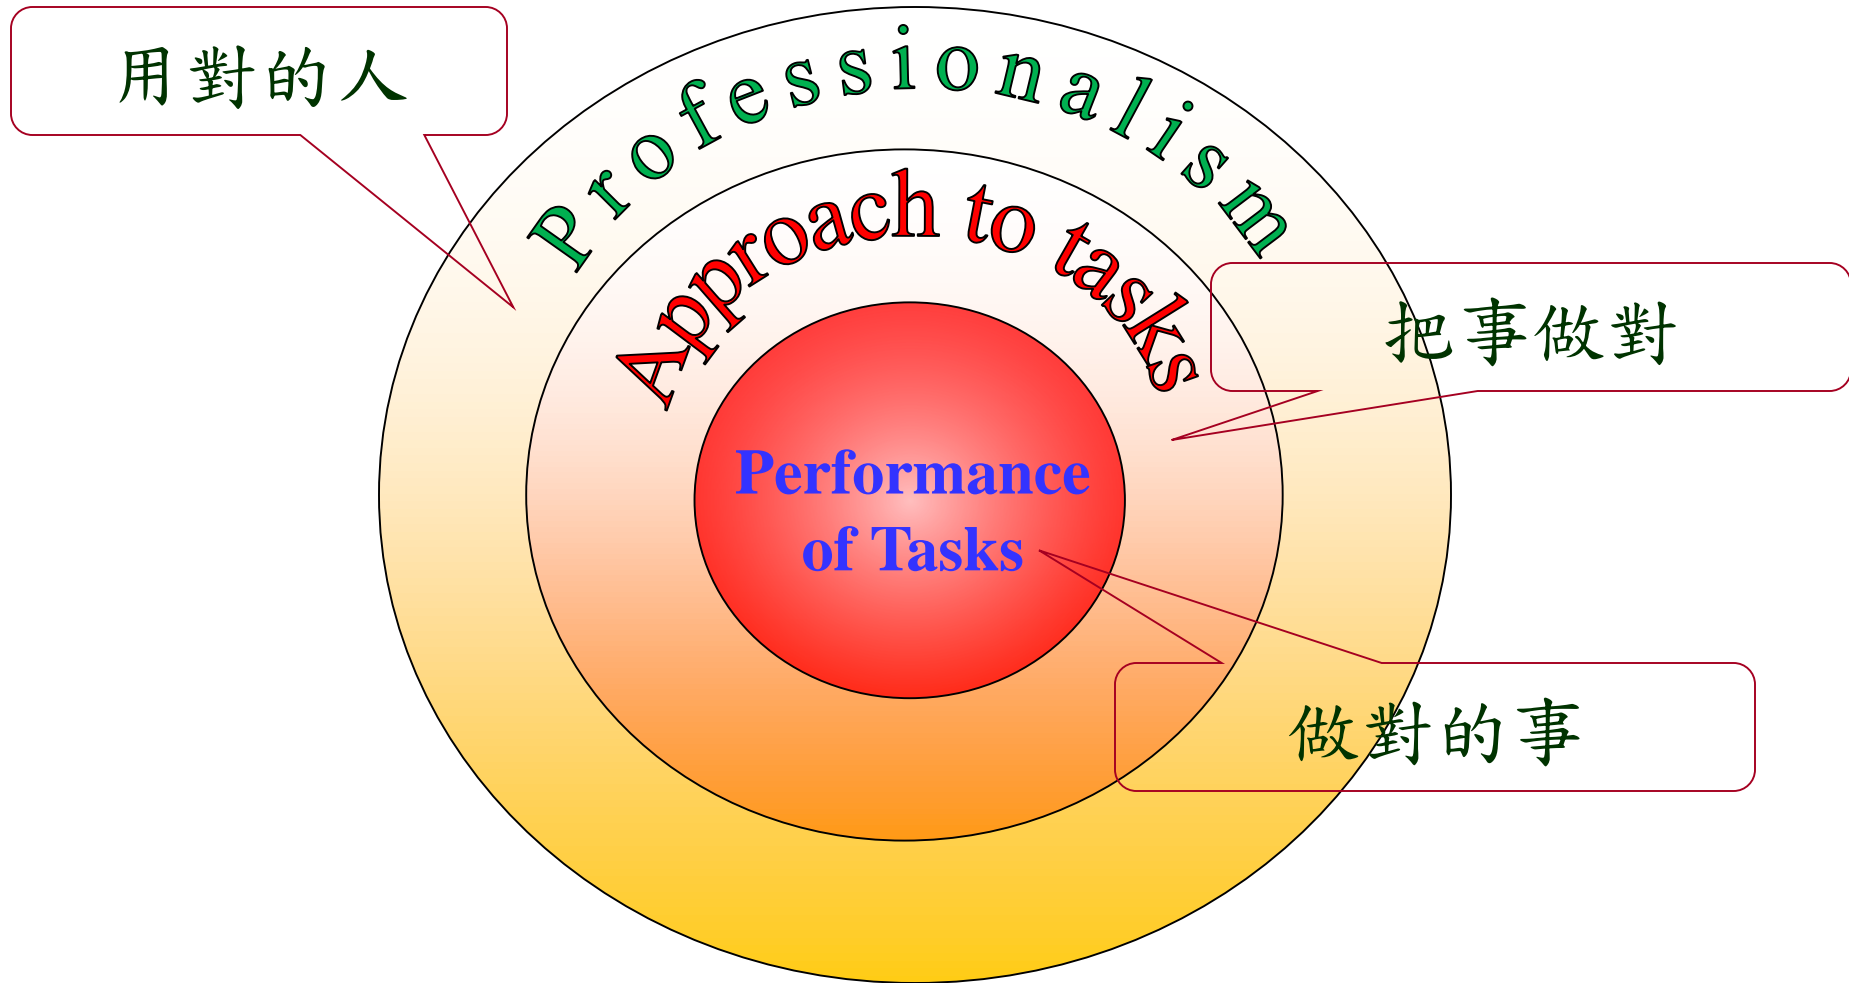 用對的人
Professionalism
Approach to tasks
把事做對
Performance
of Tasks
做對的事